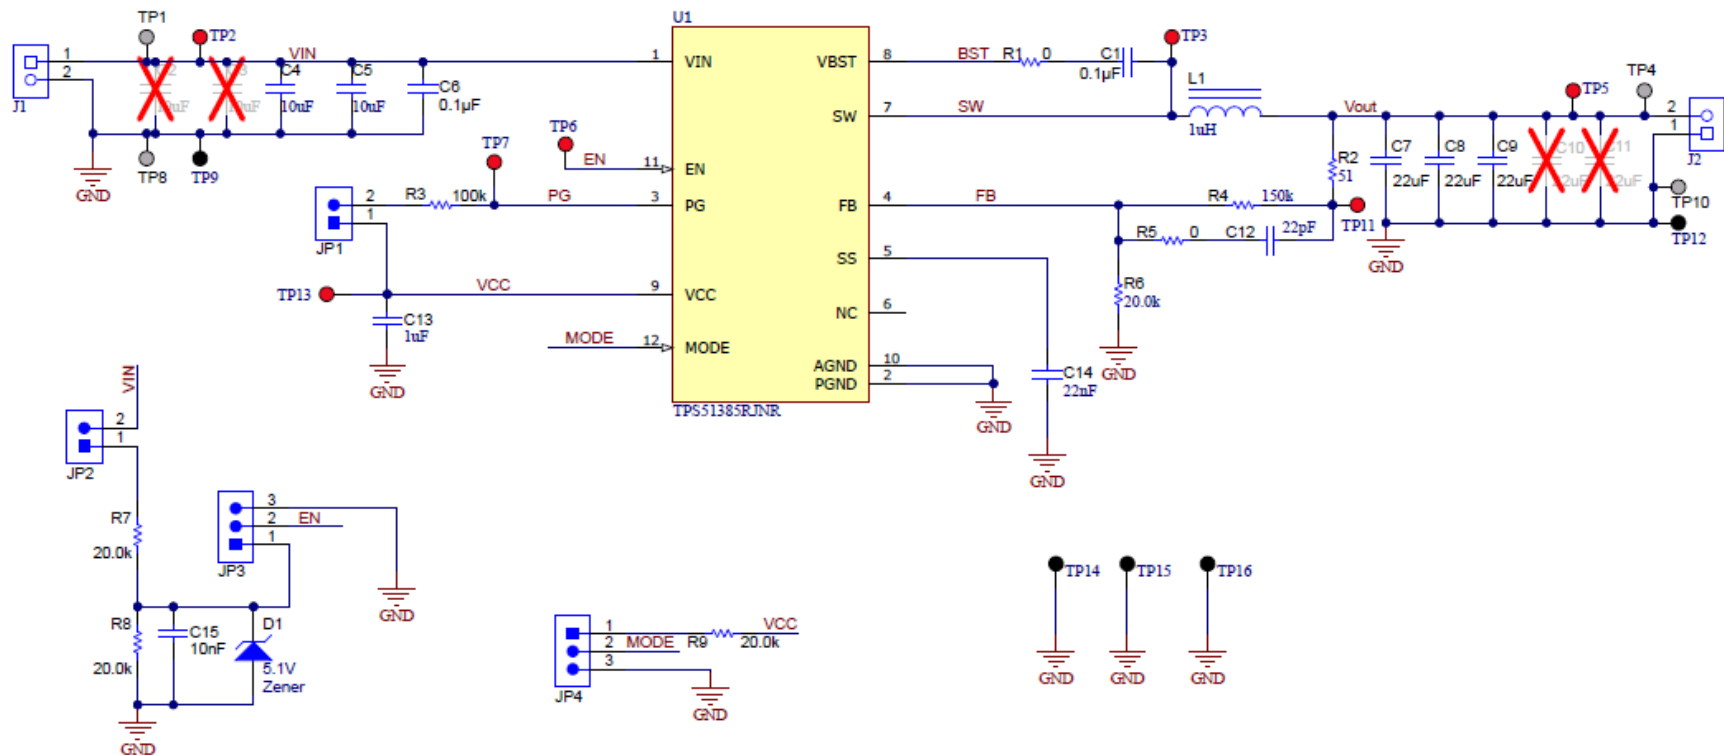 U1
TPS51385RJNR
1 VIN
11 EN
3 PG
9 VCC
12 MODE
VBST 8
SW 7
FB 4
SS 5
NC 6
AGND 10
PGND 2
J1
1
2
TP1
TP2
VIN
C4
10uF
C5
10uF
C6
0.1µF
TP8
TP9
GND
TP6
EN
TP7
JP1
2
1
R3
100k
PG
TP13
VCC
C13
1uF
GND
MODE
BST
R1 0
C1
0.1µF
TP3
SW
L1
1uH
Vout
R2
51
C7
22uF
C8
22uF
C9
22uF
C10
22uF
C11
22uF
TP5
TP4
2
1
J2
TP10
TP12
GND
FB
R4 150k
TP11
R5 0
C12
22pF
R6
20.0k
GND
C14
22nF
GND
GND
VIN
JP2
2
1
R7
20.0k
JP3
3
2
1
EN
GND
R8
20.0k
C15
10nF
D1
5.1V
Zener
GND
JP4
1
2
3
MODE
R9
20.0k
VCC
GND
TP14
GND
TP15
GND
TP16
GND